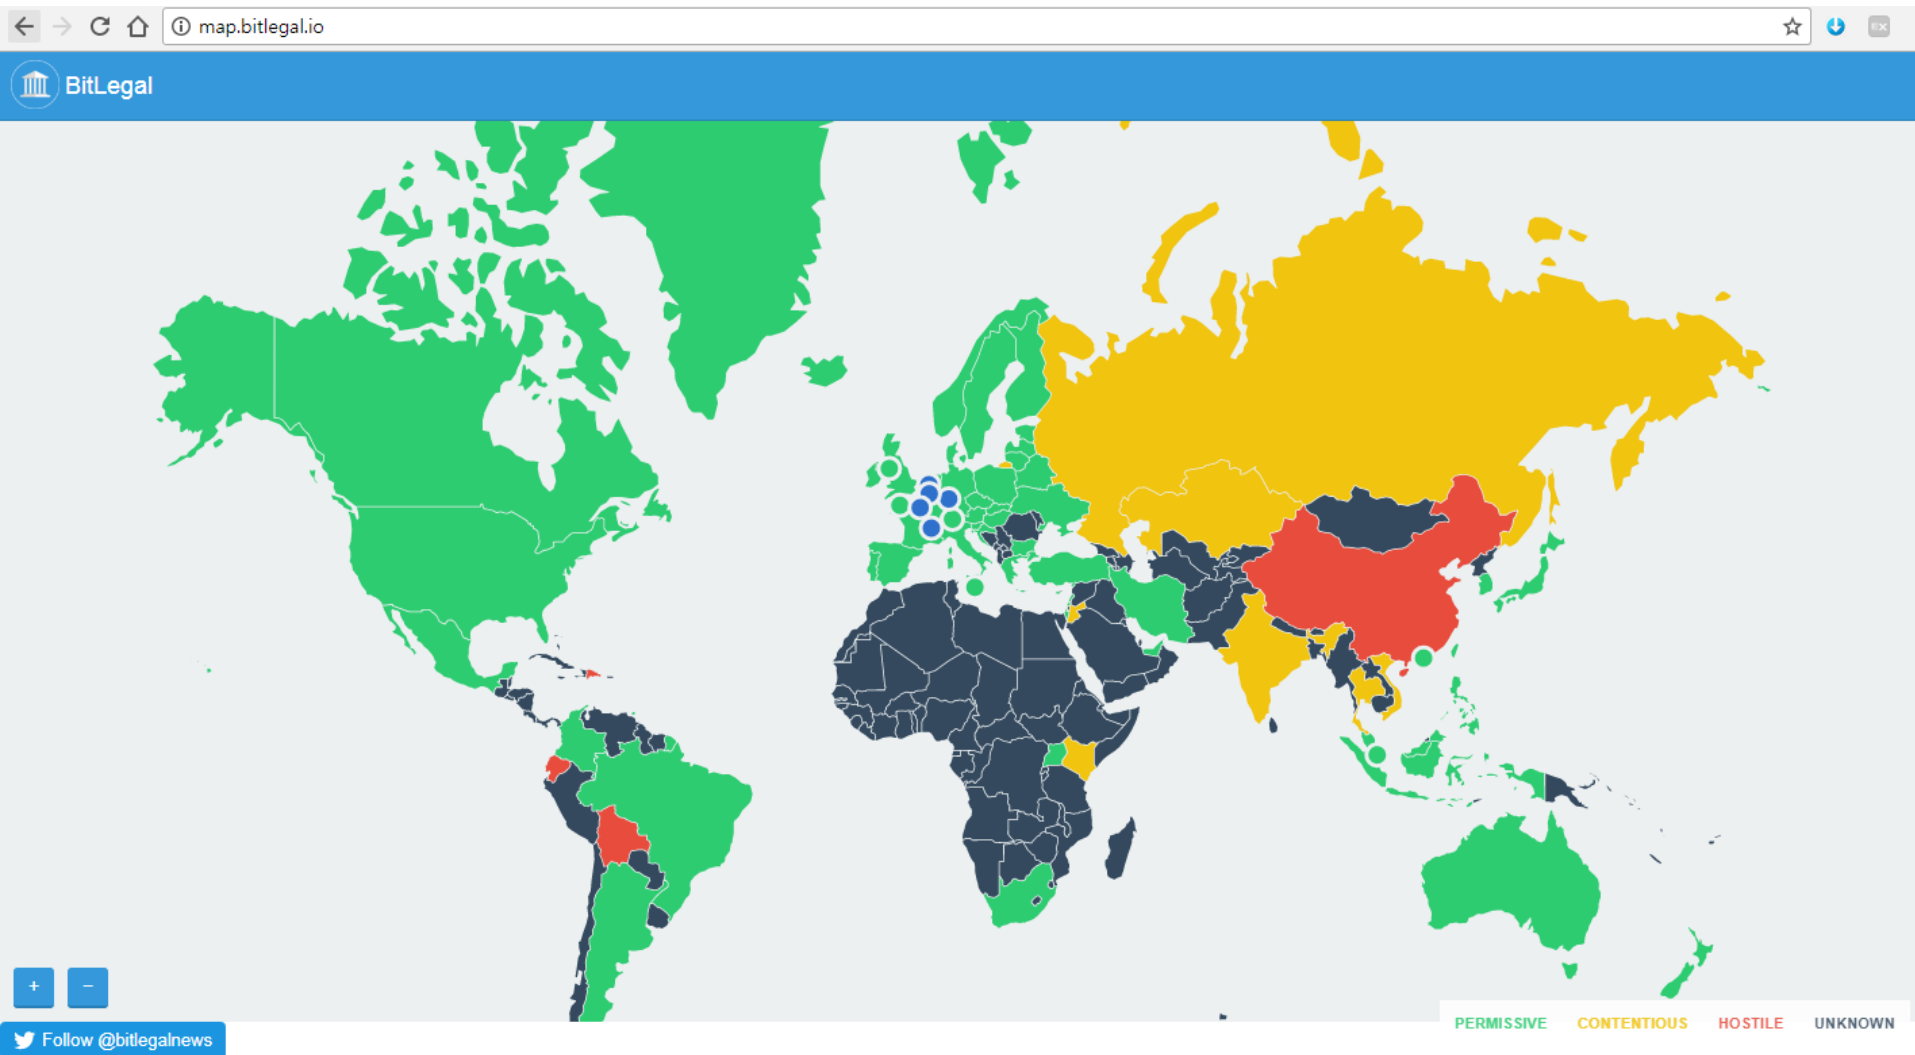 map.bitlegal.io
BitLegal
+ −
PERMISSIVE CONTENTIOUS HOSTILE UNKNOWN
Follow @bitlegalnews